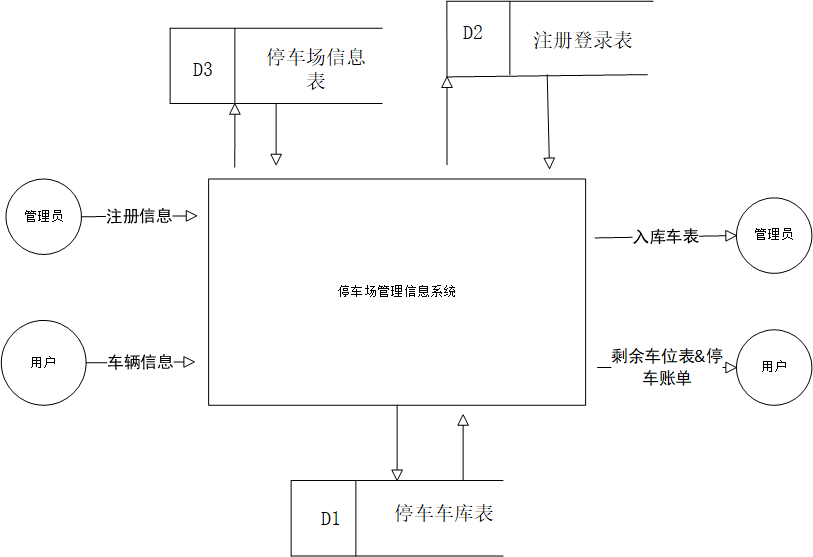 D3
停车场信息
表
D2
注册登录表
管理员
注册信息
入库车表
管理员
停车场管理信息系统
用户
车辆信息
剩余车位表&停
车账单
用户
D1
停车车库表